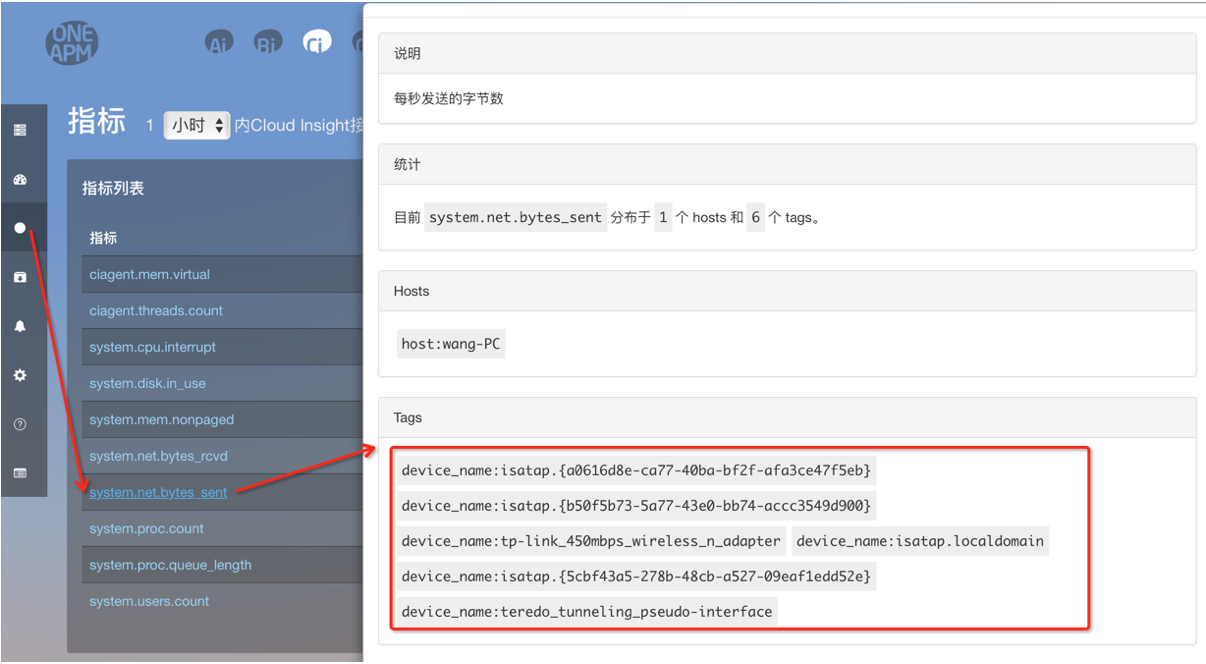 ONE
APM
Ai Bi Ci
指标 1 小时 内Cloud Insight接
指标列表
指标
ciagent.mem.virtual
ciagent.threads.count
system.cpu.interrupt
system.disk.in_use
system.mem.nonpaged
system.net.bytes_rcvd
system.net.bytes_sent
system.proc.count
system.proc.queue_length
system.users.count
说明
每秒发送的字节数
统计
目前 system.net.bytes_sent 分布于 1 个 hosts 和 6 个 tags。
Hosts
host:wang-PC
Tags
device_name:isatap.{a0616d8e-ca77-40ba-bf2f-afa3ce47f5eb}
device_name:isatap.{b50f5b73-5a77-43e0-bb74-accc3549d900}
device_name:tp-link_450mbps_wireless_n_adapter device_name:isatap.localdomain
device_name:isatap.{5cbf43a5-278b-48cb-a527-09eaf1edd52e}
device_name:teredo_tunneling_pseudo-interface